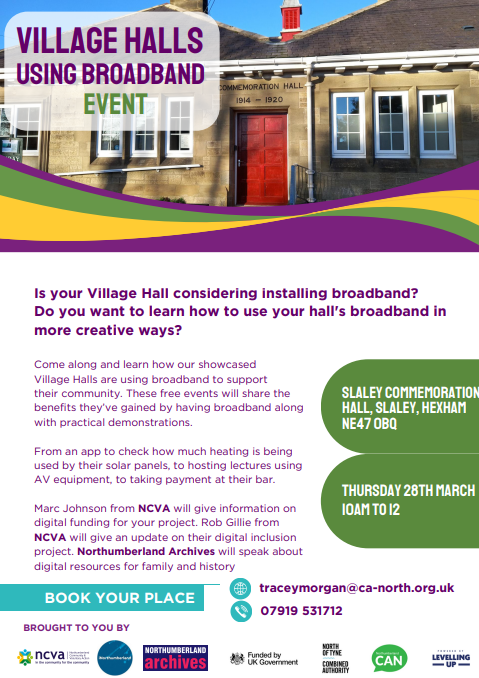 VILLAGE HALLS
USING BROADBAND
EVENT
COMMEMORATION HALL
1914 – 1920
Is your Village Hall considering installing broadband?
Do you want to learn how to use your hall's broadband in
more creative ways?
Come along and learn how our showcased
Village Halls are using broadband to support
their community. These free events will share the
benefits they've gained by having broadband along
with practical demonstrations.
From an app to check how much heating is being
used by their solar panels, to hosting lectures using
AV equipment, to taking payment at their bar.
Marc Johnson from NCVA will give information on
digital funding for your project. Rob Gillie from
NCVA will give an update on their digital inclusion
project. Northumberland Archives will speak about
digital resources for family and history
SLALEY COMMEMORATION
HALL, SLALEY, HEXHAM
NE47 0BQ
THURSDAY 28TH MARCH
10AM TO 12
BOOK YOUR PLACE
traceymorgan@ca-north.org.uk
07919 531712
BROUGHT TO YOU BY
ncva
in the community for the community
Northumberland
NORTHUMBERLAND
archives
Funded by
UK Government
NORTH
OF TYNE
COMBINED
AUTHORITY
CAN
POWERED BY
LEVELLING
UP